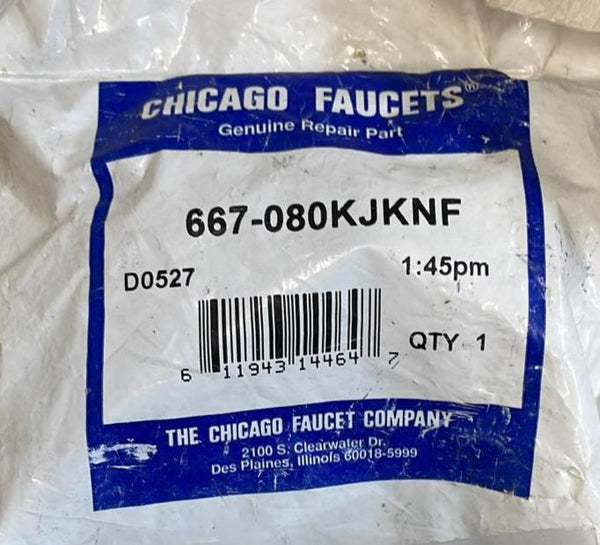 CHICAGO FAUCETS®
Genuine Repair Part
667-080KJKNF
D0527 1:45pm
QTY 1
6 11943 14464 7
THE CHICAGO FAUCET COMPANY
2100 S. Clearwater Dr.
Des Plaines, Illinois 60018-5999